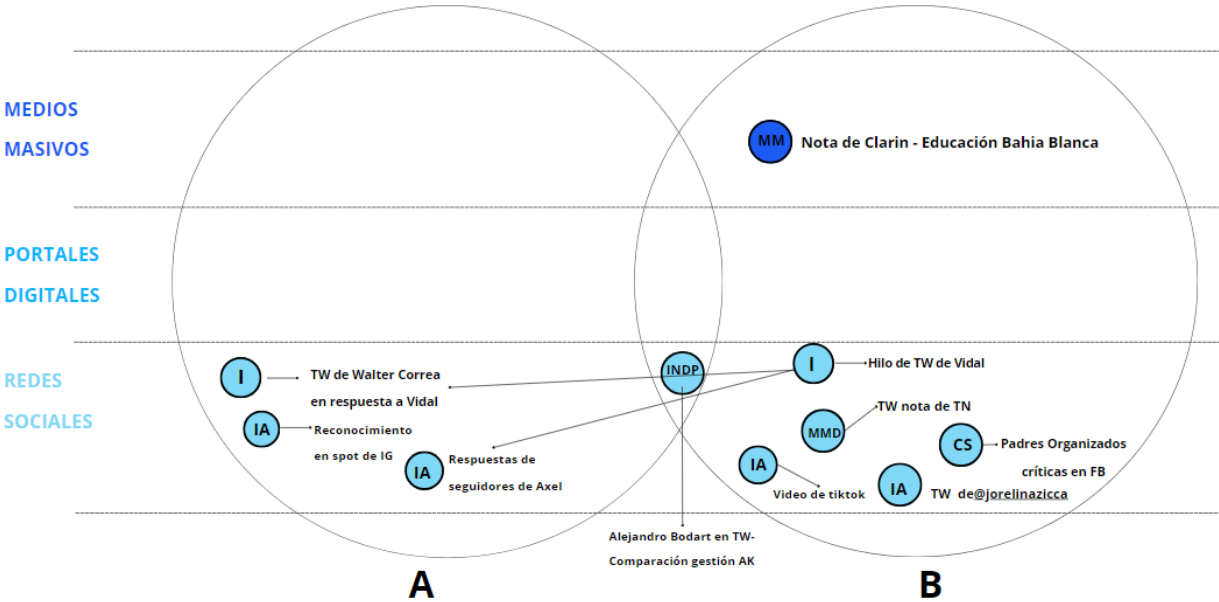 MEDIOS
MASIVOS
MM
Nota de Clarin - Educación Bahia Blanca
PORTALES
DIGITALES
REDES
SOCIALES
I
TW de Walter Correa
en respuesta a Vidal
IA
Reconocimiento
en spot de IG
IA
Respuestas de
seguidores de Axel
INDP
Alejandro Bodart en TW-
Comparación gestión AK
I
Hilo de TW de Vidal
MMD
TW nota de TN
CS
Padres Organizados
críticas en FB
IA
Video de tiktok
IA
TW de@jorelinazicca
A
B